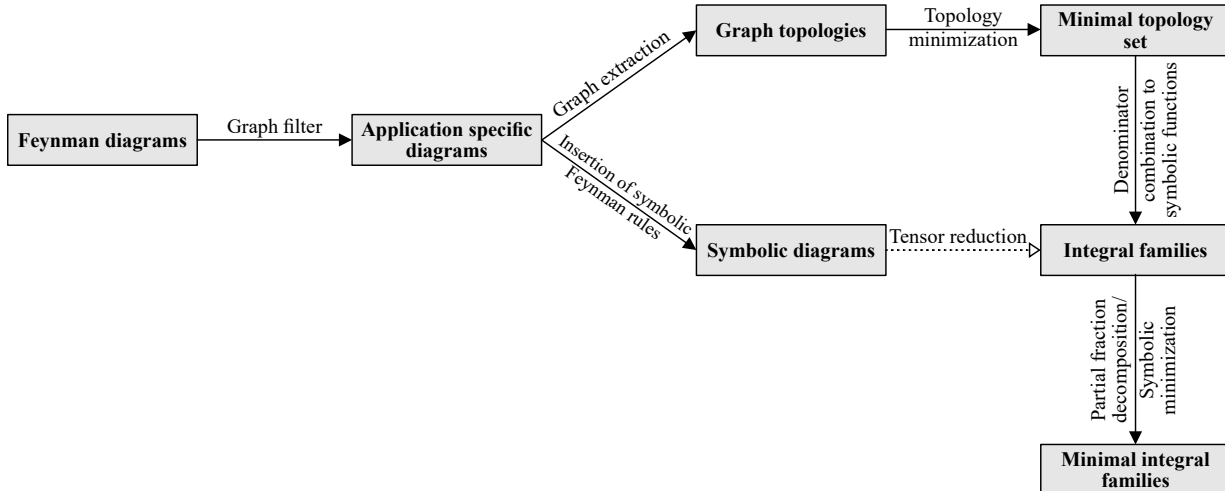 Graph topologies
Topology
minimization
Minimal topology
set
Graph extraction
Feynman diagrams
Graph filter
Application specific
diagrams
Insertion of symbolic
Feynman rules
Denominator
combination to
symbolic functions
Symbolic diagrams
Tensor reduction
Integral families
Partial fraction
decomposition/
Symbolic
minimization
Minimal integral
families